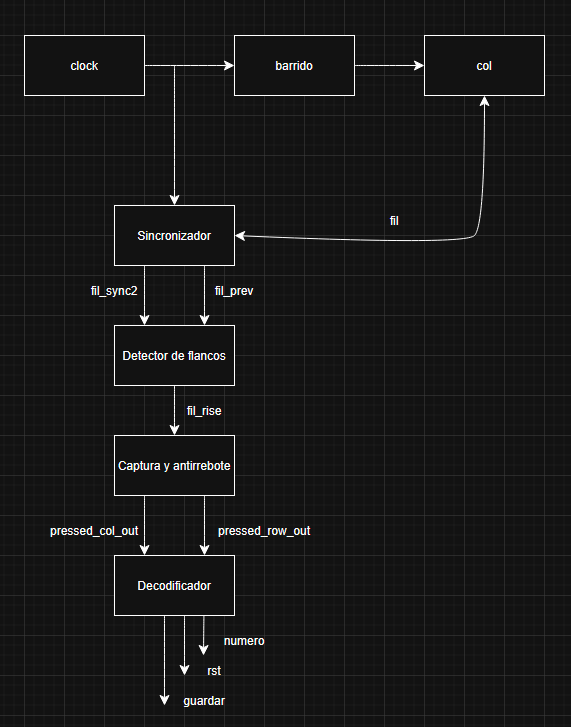 clock
barrido
col
fil
Sincronizador
fil_sync2
fil_prev
Detector de flancos
fil_rise
Captura y antirrebote
pressed_col_out
pressed_row_out
Decodificador
numero
rst
guardar